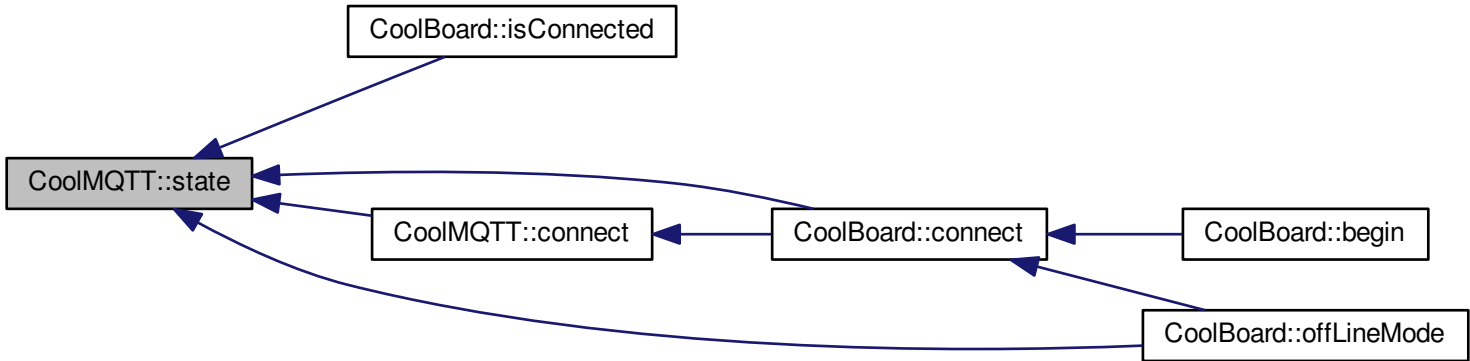 CoolBoard::isConnected
CoolMQTT::state
CoolMQTT::connect
CoolBoard::connect
CoolBoard::begin
CoolBoard::offLineMode